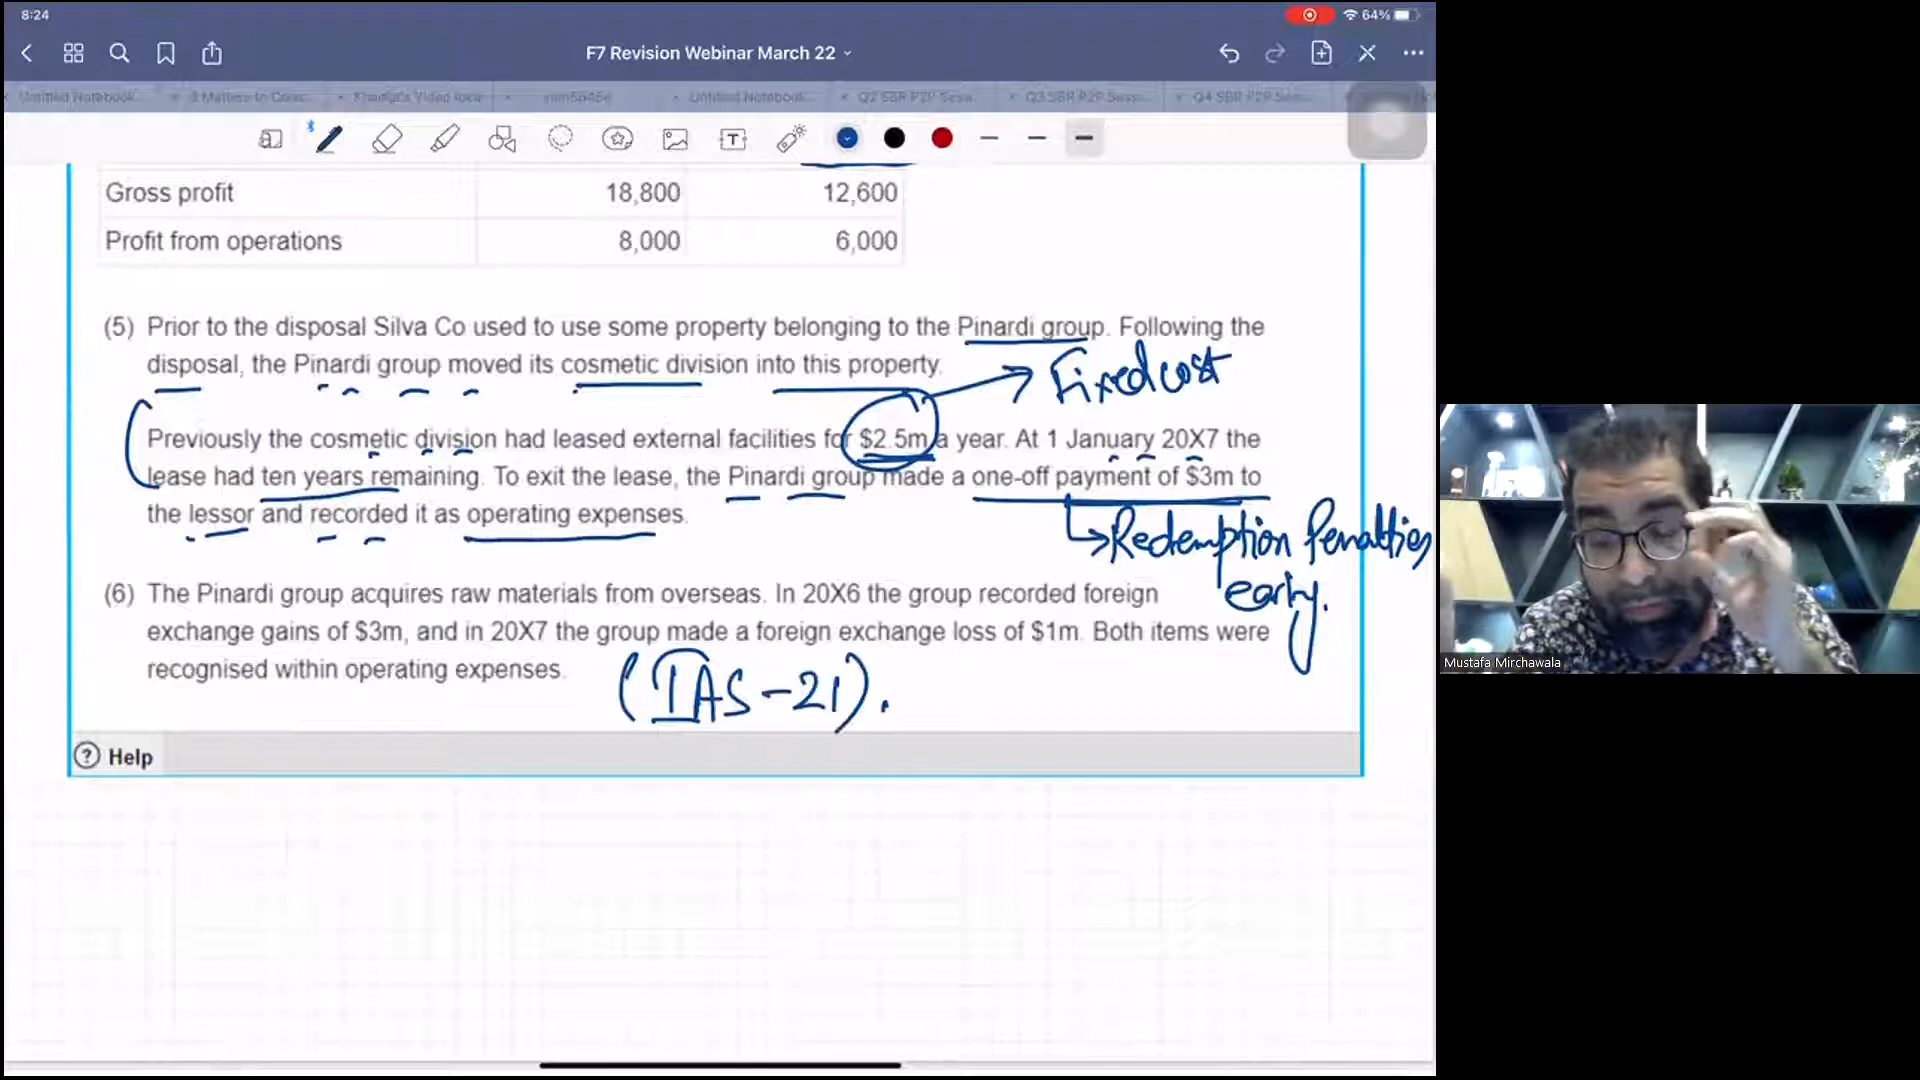 8:24
64%
F7 Revision Webinar March 22
Untitled Notebook...
Untitled Notebook...
Gross profit 18,800 12,600
Profit from operations 8,000 6,000
(5) Prior to the disposal Silva Co used to use some property belonging to the Pinardi group. Following the
disposal, the Pinardi group moved its cosmetic division into this property.
Fixed cost
Previously the cosmetic division had leased external facilities for $2.5m a year. At 1 January 20X7 the
lease had ten years remaining. To exit the lease, the Pinardi group made a one-off payment of $3m to
the lessor and recorded it as operating expenses.
Redemption Penalties
early.
(6) The Pinardi group acquires raw materials from overseas. In 20X6 the group recorded foreign
exchange gains of $3m, and in 20X7 the group made a foreign exchange loss of $1m. Both items were
recognised within operating expenses.
(IAS-21).
? Help
Mustafa Mirchawala